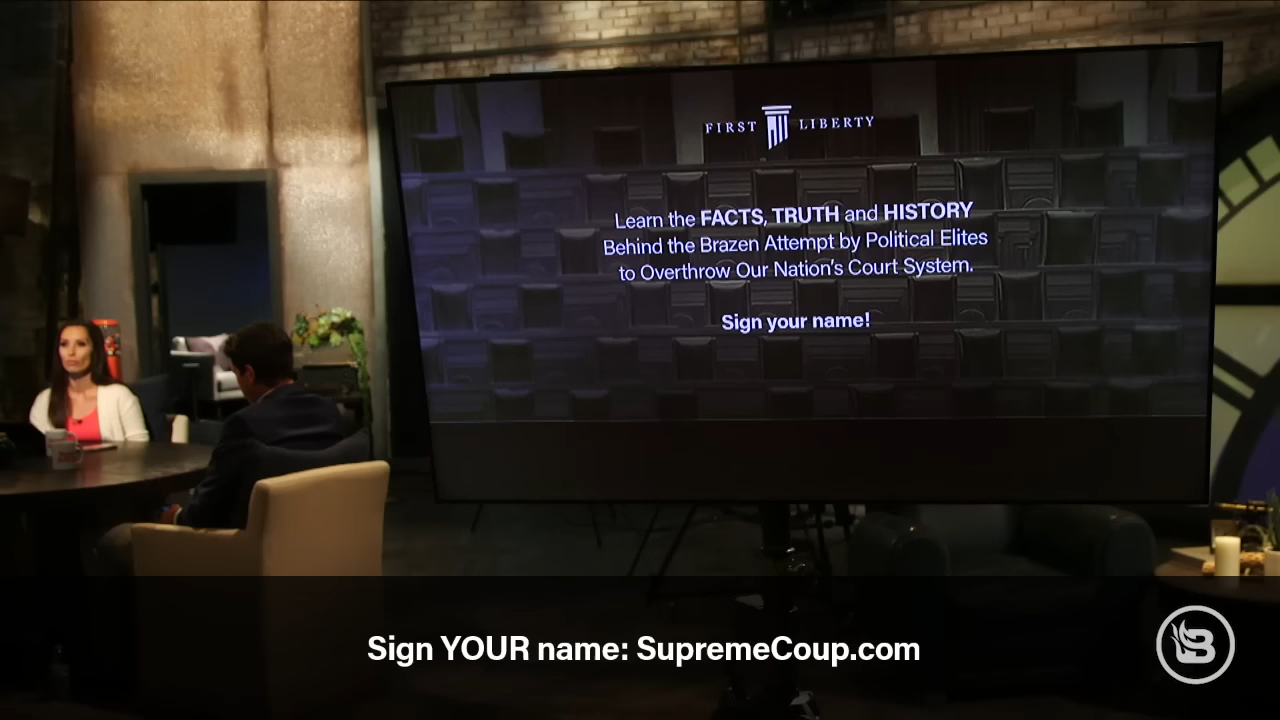 FIRST LIBERTY
Learn the FACTS, TRUTH and HISTORY
Behind the Brazen Attempt by Political Elites
to Overthrow Our Nation's Court System.
Sign your name!
Sign YOUR name: SupremeCoup.com
B